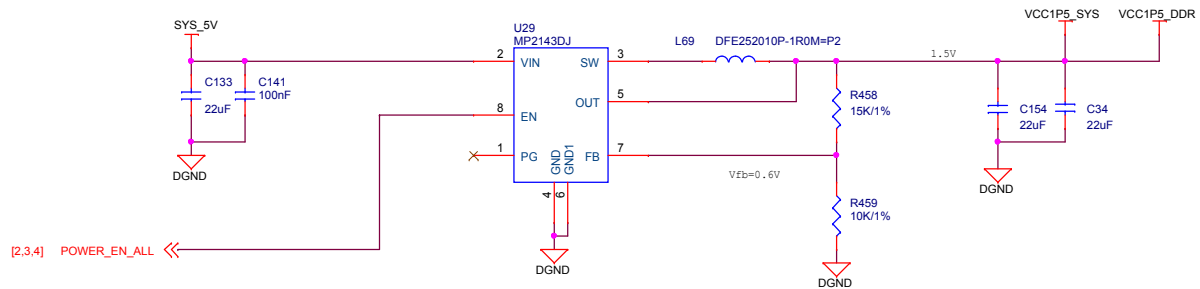 VCC1P5_SYS VCC1P5_DDR
SYS_5V
U29
MP2143DJ
L69 DFE252010P-1R0M=P2
1.5V
2 VIN SW 3
C133
22uF
C141
100nF
OUT 5
R458
15K/1%
C154
22uF
C34
22uF
8 EN
1 PG FB 7
GND
GND1
4
6
Vfb=0.6V
DGND
DGND
R459
10K/1%
[2,3,4] POWER_EN_ALL
DGND
DGND